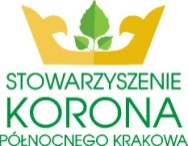 STOWARZYSZENIE
KORONA
PÓŁNOCNEGO KRAKOWA